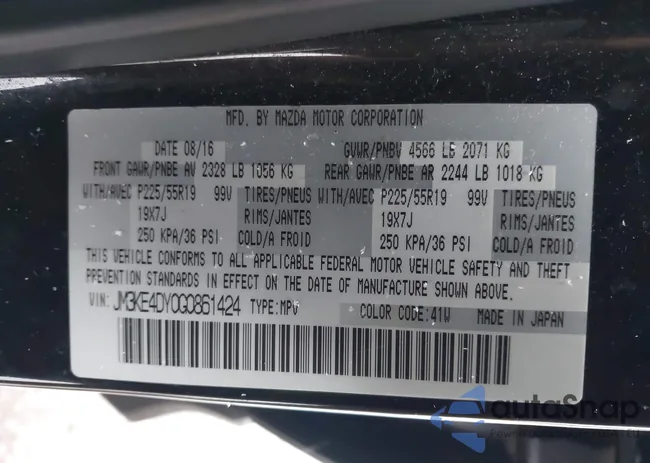 MFD. BY MAZDA MOTOR CORPORATION
DATE 08/16 GVWR/PNBV 4566 LB 2071 KG
FRONT GAWR/PNBE AV 2328 LB 1056 KG REAR GAWR/PNBE AR 2244 LB 1018 KG
WITH/AVEC P225/55R19 99V TIRES/PNEUS WITH/AVEC P225/55R19 99V TIRES/PNEUS
19X7J RIMS/JANTES 19X7J RIMS/JANTES
250 KPA/36 PSI COLD/A FROID 250 KPA/36 PSI COLD/A FROID
THIS VEHICLE CONFORMS TO ALL APPLICABLE FEDERAL MOTOR VEHICLE SAFETY AND THEFT
PREVENTION STANDARDS IN EFFECT ON THE DATE OF MANUFACTURE SHOWN ABOVE.
VIN: JM3KE4DY0G0861424 TYPE:MPV COLOR CODE:41W MADE IN JAPAN
autoSnap